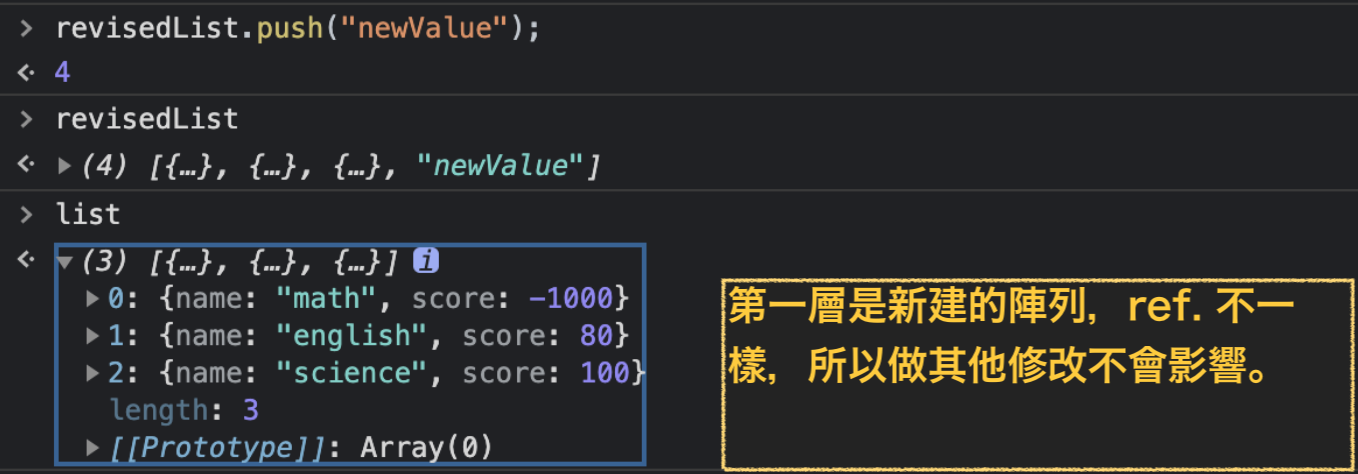 > revisedList.push("newValue");
4
> revisedList
(4) [{…}, {…}, {…}, "newValue"]
> list
(3) [{…}, {…}, {…}] i
0: {name: "math", score: -1000}
1: {name: "english", score: 80}
2: {name: "science", score: 100}
length: 3
[[Prototype]]: Array(0)
第一層是新建的陣列，ref. 不一
樣，所以做其他修改不會影響。